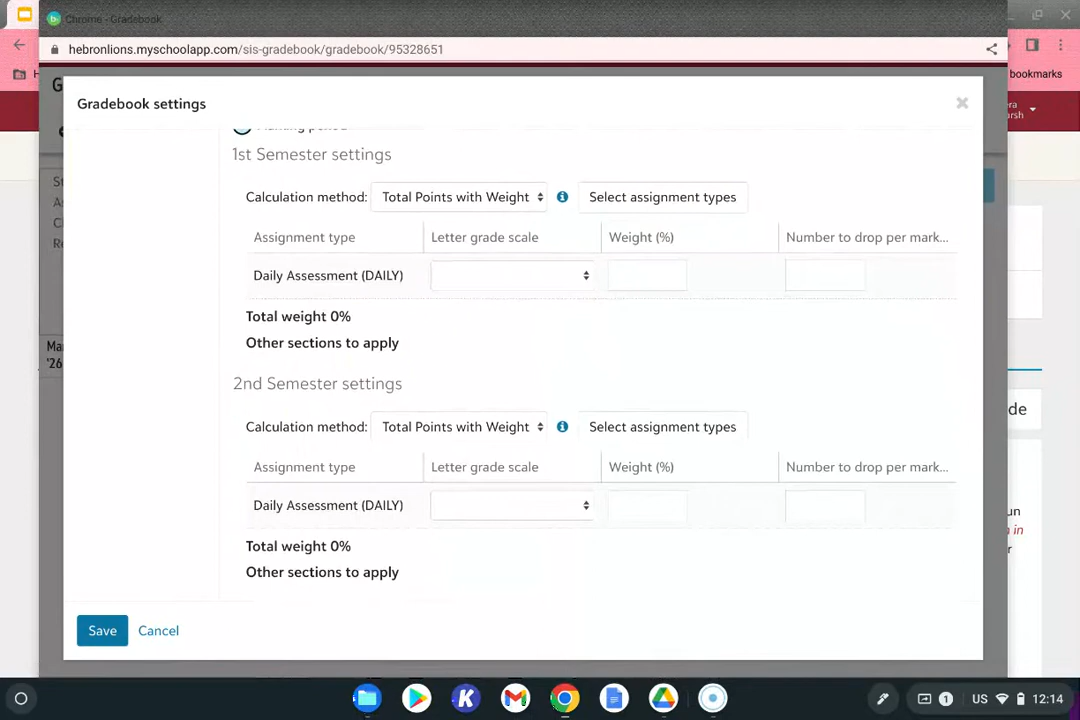 Chrome - Gradebook
hebronlions.myschoolapp.com/sis-gradebook/gradebook/95328651
bookmarks
Gradebook settings
1st Semester settings
Calculation method: Total Points with Weight Select assignment types
Assignment type Letter grade scale Weight (%) Number to drop per mark...
Daily Assessment (DAILY)
Total weight 0%
Other sections to apply
2nd Semester settings
Calculation method: Total Points with Weight Select assignment types
Assignment type Letter grade scale Weight (%) Number to drop per mark...
Daily Assessment (DAILY)
Total weight 0%
Other sections to apply
Save Cancel
'26
de
un
in
K
1 US 12:14